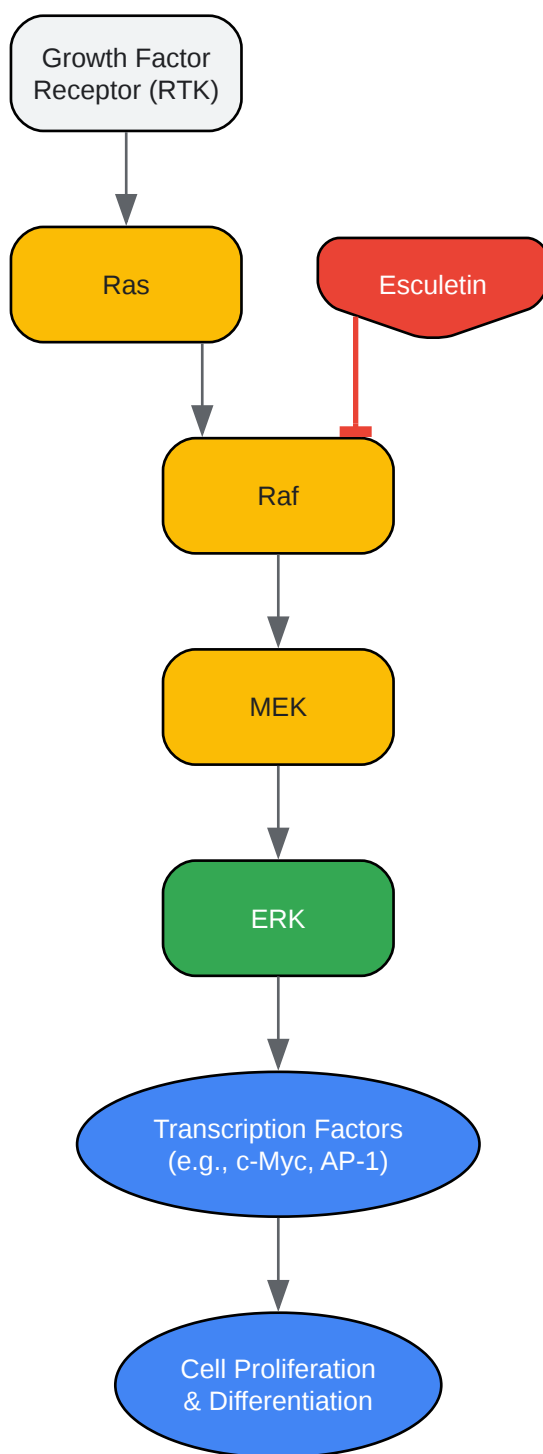 Growth Factor
Receptor (RTK)
Ras
Esculetin
Raf
MEK
ERK
Transcription Factors
(e.g., c-Myc, AP-1)
Cell Proliferation
& Differentiation